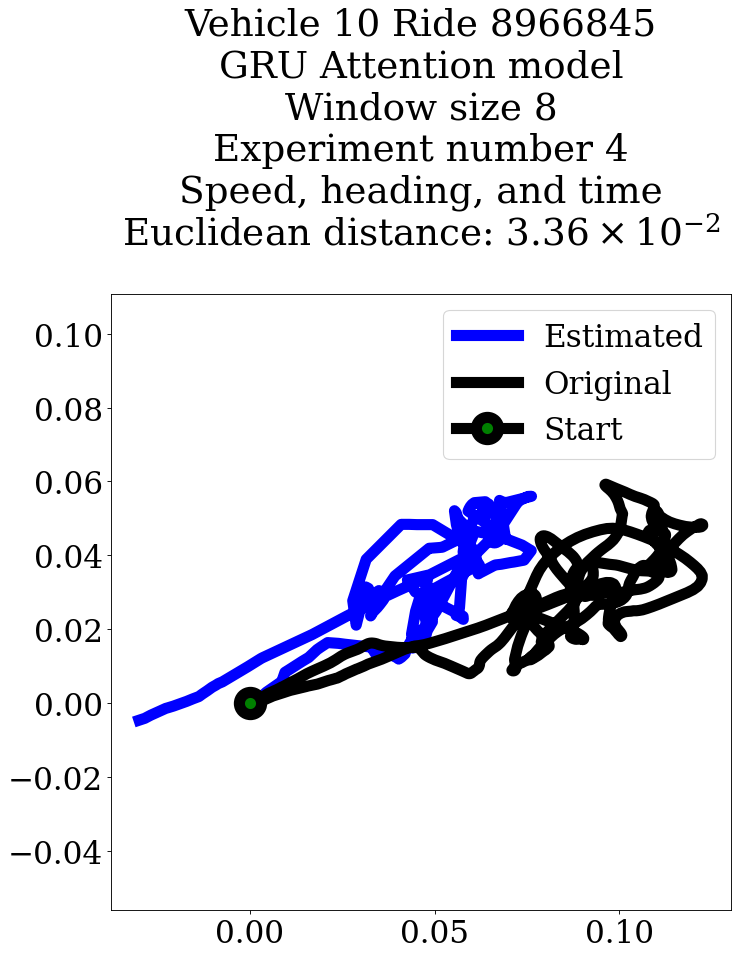 Vehicle 10 Ride 8966845
GRU Attention model
Window size 8
Experiment number 4
Speed, heading, and time
Euclidean distance: 3.36 × 10⁻²
Estimated
Original
Start
0.10
0.08
0.06
0.04
0.02
0.00
−0.02
−0.04
0.00 0.05 0.10